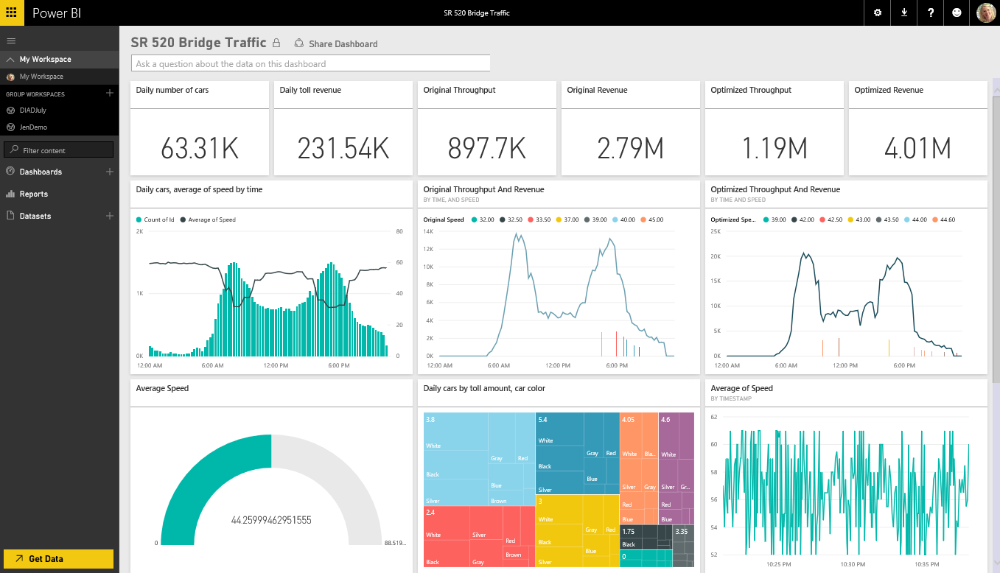 Power BI
SR 520 Bridge Traffic
?
My Workspace
My Workspace
GROUP WORKSPACES
DIADJuly
JenDemo
Filter content
Dashboards
Reports
Datasets
Get Data
SR 520 Bridge Traffic
Share Dashboard
Ask a question about the data on this dashboard
Daily number of cars
63.31K
Daily toll revenue
231.54K
Original Throughput
897.7K
Original Revenue
2.79M
Optimized Throughput
1.19M
Optimized Revenue
4.01M
Daily cars, average of speed by time
Count of Id Average of Speed
2K 80
60
1K 40
20
0K 0
12:00 AM 6:00 AM 12:00 PM 6:00 PM
Original Throughput And Revenue
BY TIME, AND SPEED
Original Speed 32.00 32.50 33.50 37.00 39.00 40.00 45.00
14K
12K
10K
8K
6K
4K
2K
0K
12:00 AM 6:00 AM 12:00 PM 6:00 PM
Optimized Throughput And Revenue
BY TIME AND SPEED
Optimized Spe... 39.00 42.00 42.50 43.00 43.50 44.00 44.60
25K
20K
15K
10K
5K
0K
12:00 AM 6:00 AM 12:00 PM 6:00 PM
Average Speed
44.25999462951555
0 88.519...
Daily cars by toll amount, car color
3.8
White
Black
Silver
Gray
Red
Blue
Brown
2.4
White
Black
Silver
Gray
Red
Brown
5.4
White
Black
Silver
Gray
Red
Blue
3
White
Black
Silver
Gray
Red
Blue
4.05
White
Bla...
Silver
Gray
Red
Blue
4.6
White
Silver
Gr...
Red
Blue
1.75
Black
0
3.35
Average of Speed
BY TIMESTAMP
62
60
58
56
54
52
10:25 PM 10:30 PM 10:35 PM